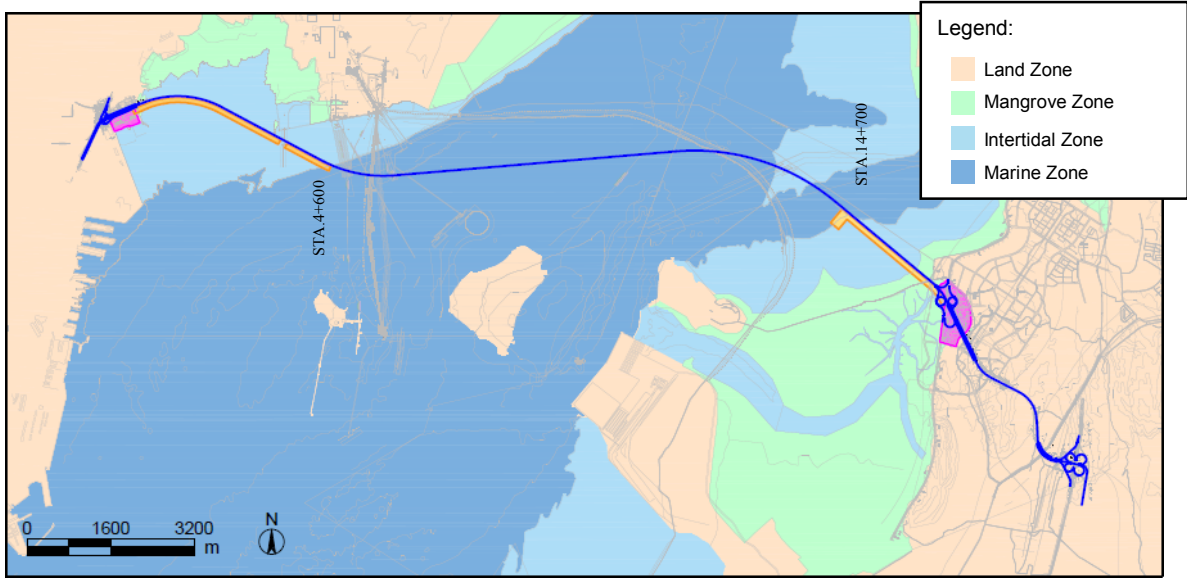 Legend:
Land Zone
Mangrove Zone
Intertidal Zone
Marine Zone
STA.4+600
STA.14+700
0 1600 3200
m
N